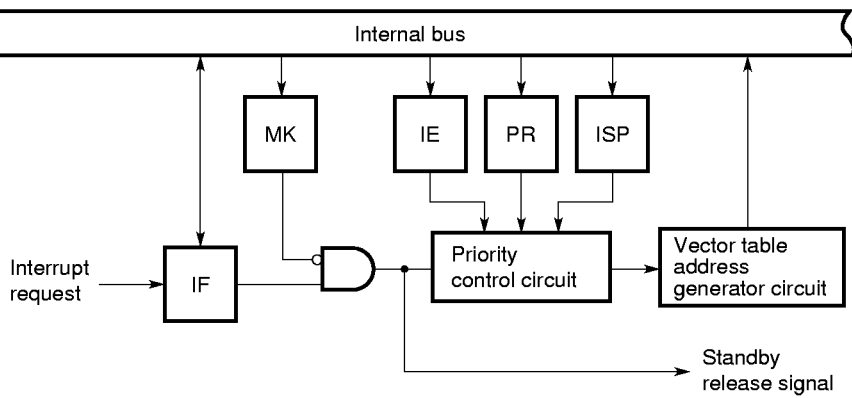 Internal bus
MK
IE
PR
ISP
Interrupt
request
IF
Priority
control circuit
Vector table
address
generator circuit
Standby
release signal